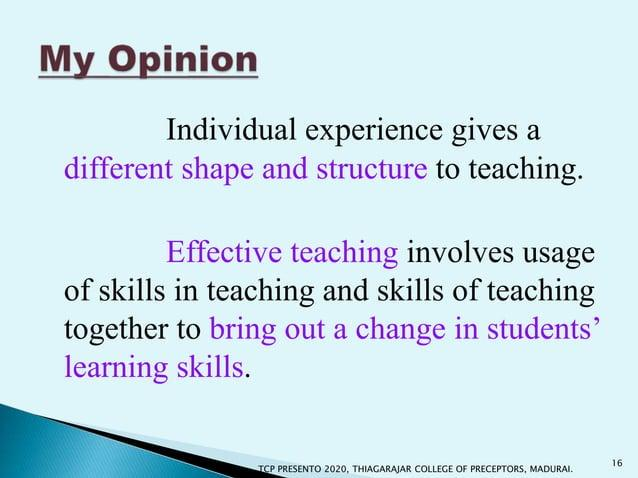 My Opinion
Individual experience gives a
different shape and structure to teaching.
Effective teaching involves usage
of skills in teaching and skills of teaching
together to bring out a change in students’
learning skills.
TCP PRESENTO 2020, THIAGARAJAR COLLEGE OF PRECEPTORS, MADURAI.
16